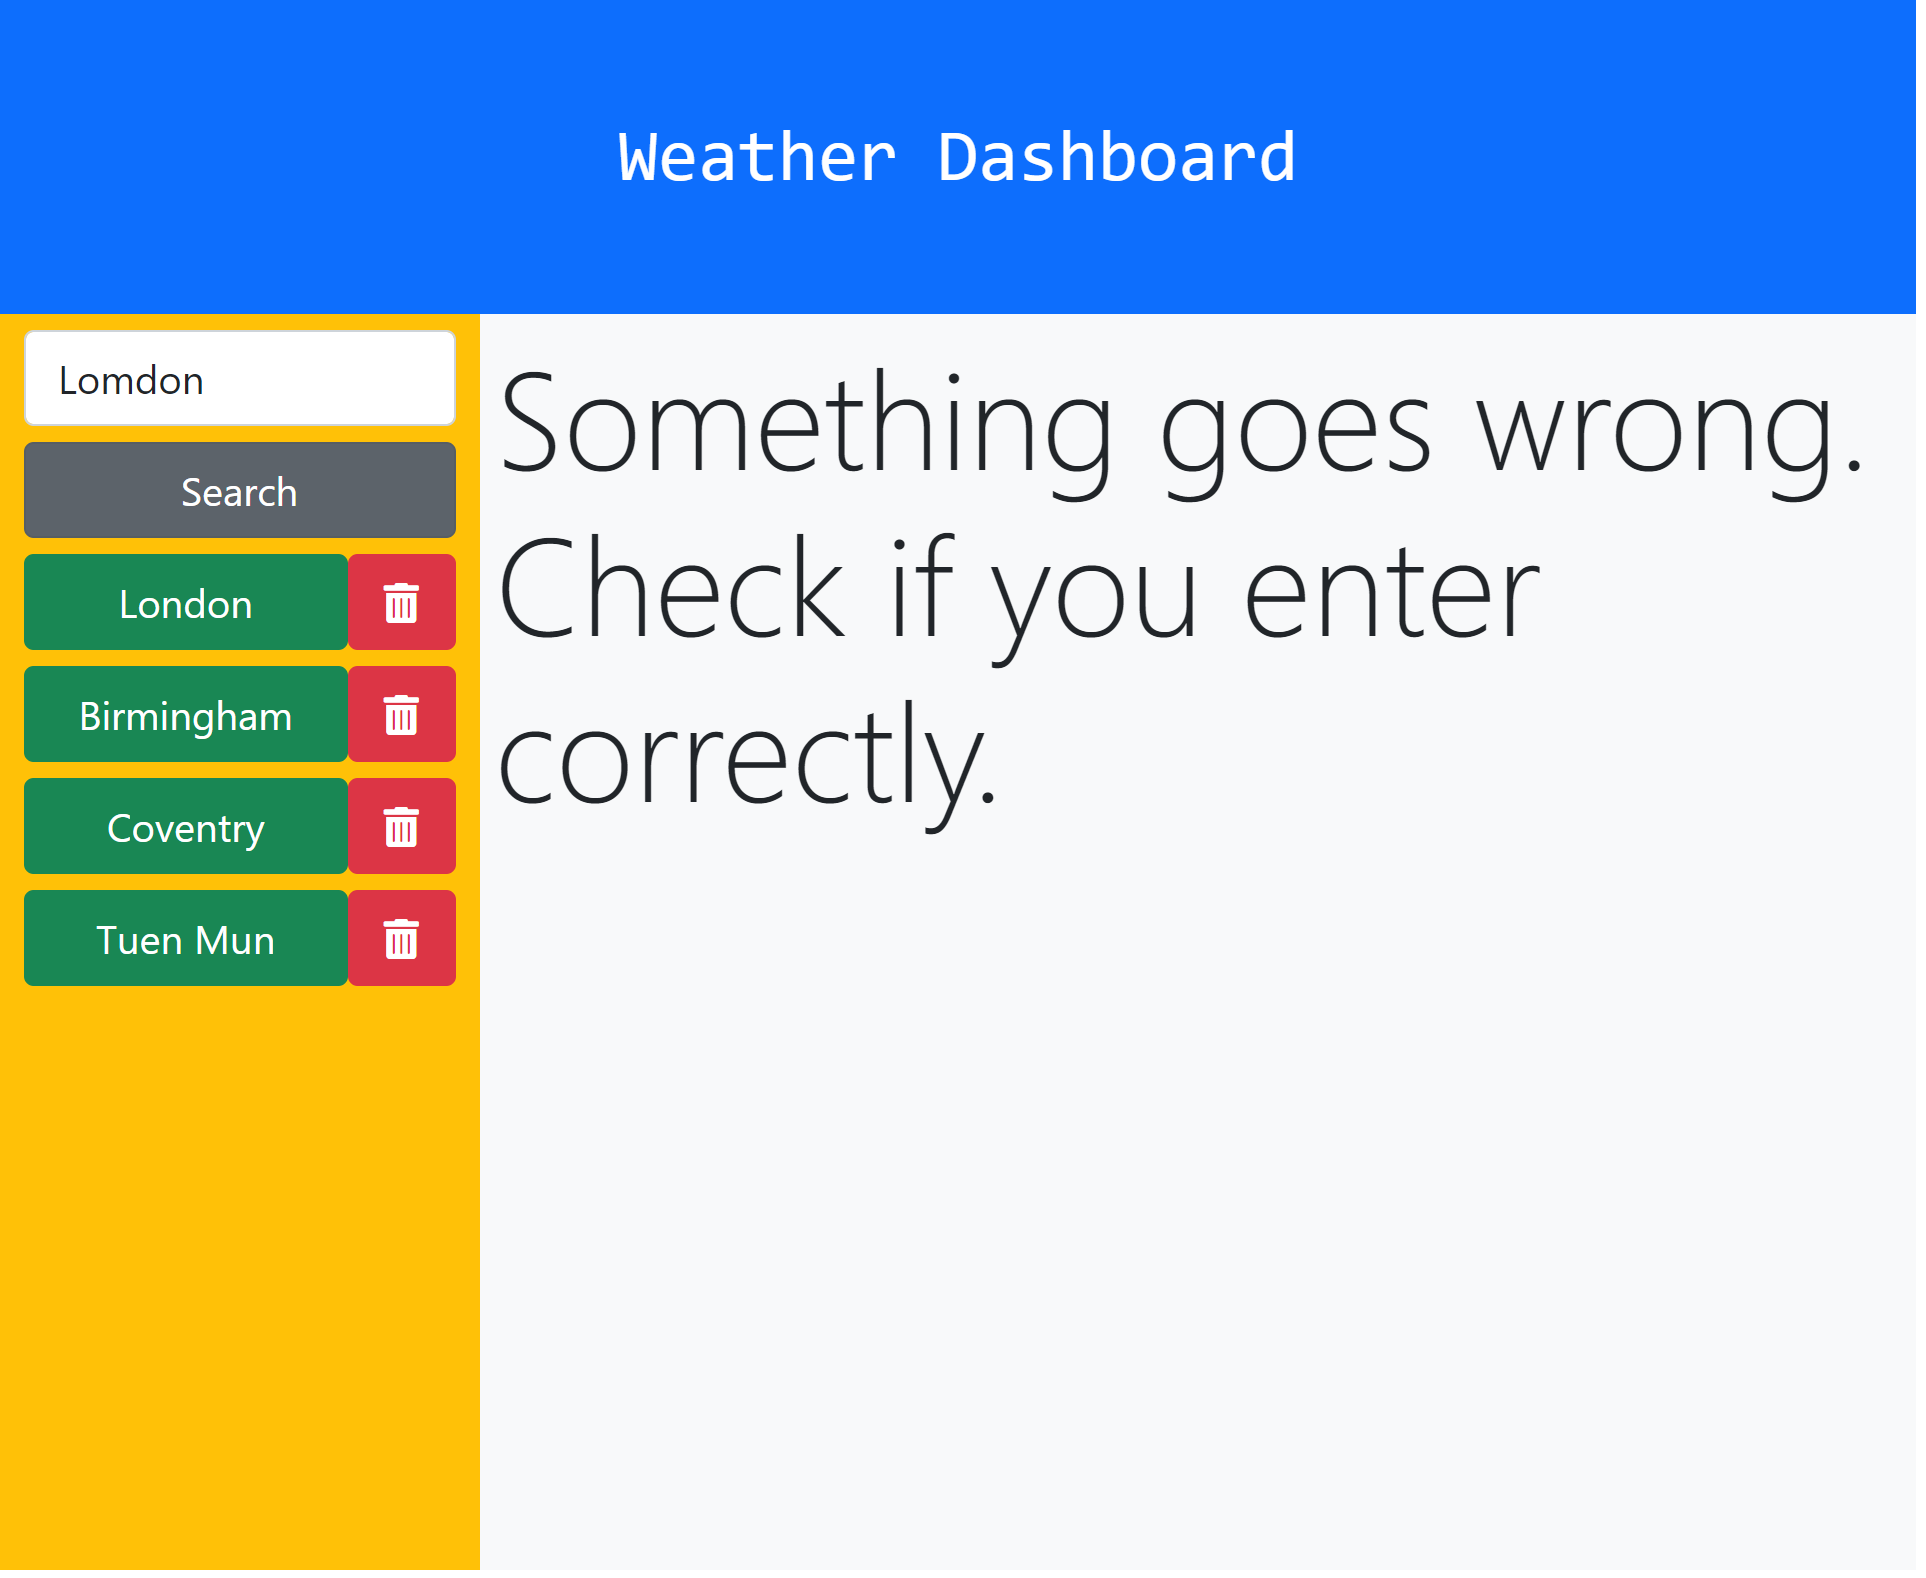 Weather Dashboard
Lomdon
Search
London
Birmingham
Coventry
Tuen Mun
Something goes wrong.
Check if you enter
correctly.